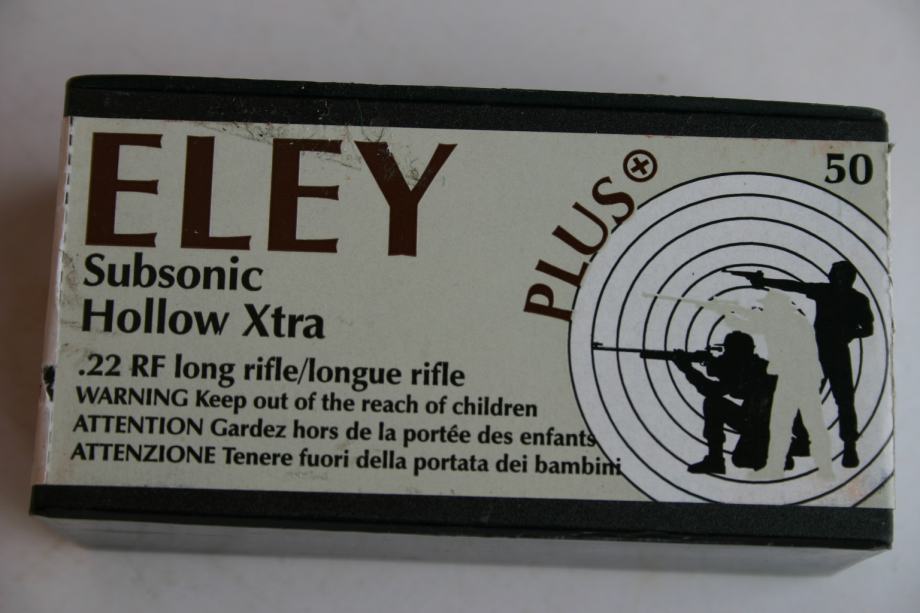 ELEY
PLUS
50
Subsonic
Hollow Xtra
.22 RF long rifle/longue rifle
WARNING Keep out of the reach of children
ATTENTION Gardez hors de la portée des enfants
ATTENZIONE Tenere fuori della portata dei bambini